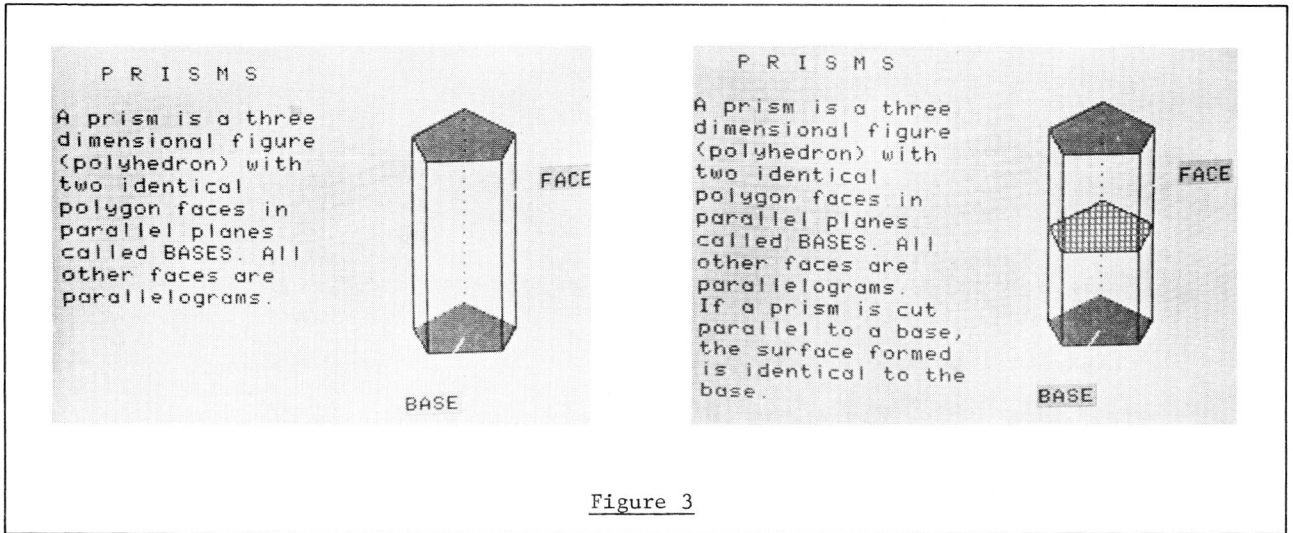 P R I S M S
A prism is a three
dimensional figure
(polyhedron) with
two identical
polygon faces in
parallel planes
called BASES. All
other faces are
parallelograms.
FACE
BASE
P R I S M S
A prism is a three
dimensional figure
(polyhedron) with
two identical
polygon faces in
parallel planes
called BASES. All
other faces are
parallelograms.
If a prism is cut
parallel to a base,
the surface formed
is identical to the
base.
FACE
BASE
Figure 3